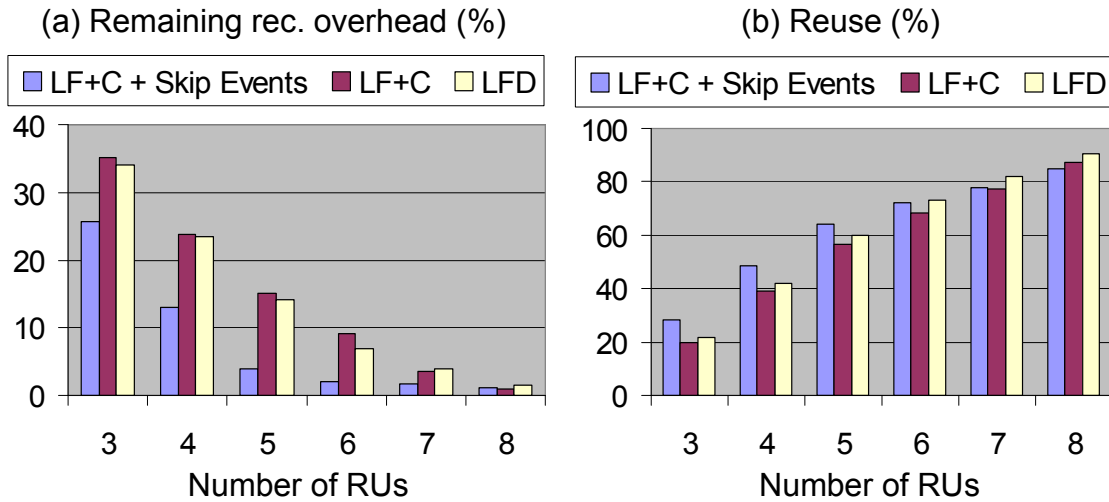 (a) Remaining rec. overhead (%)
LF+C + Skip Events LF+C LFD
40
30
20
10
0
3 4 5 6 7 8
Number of RUs
(b) Reuse (%)
LF+C + Skip Events LF+C LFD
100
80
60
40
20
0
3 4 5 6 7 8
Number of RUs